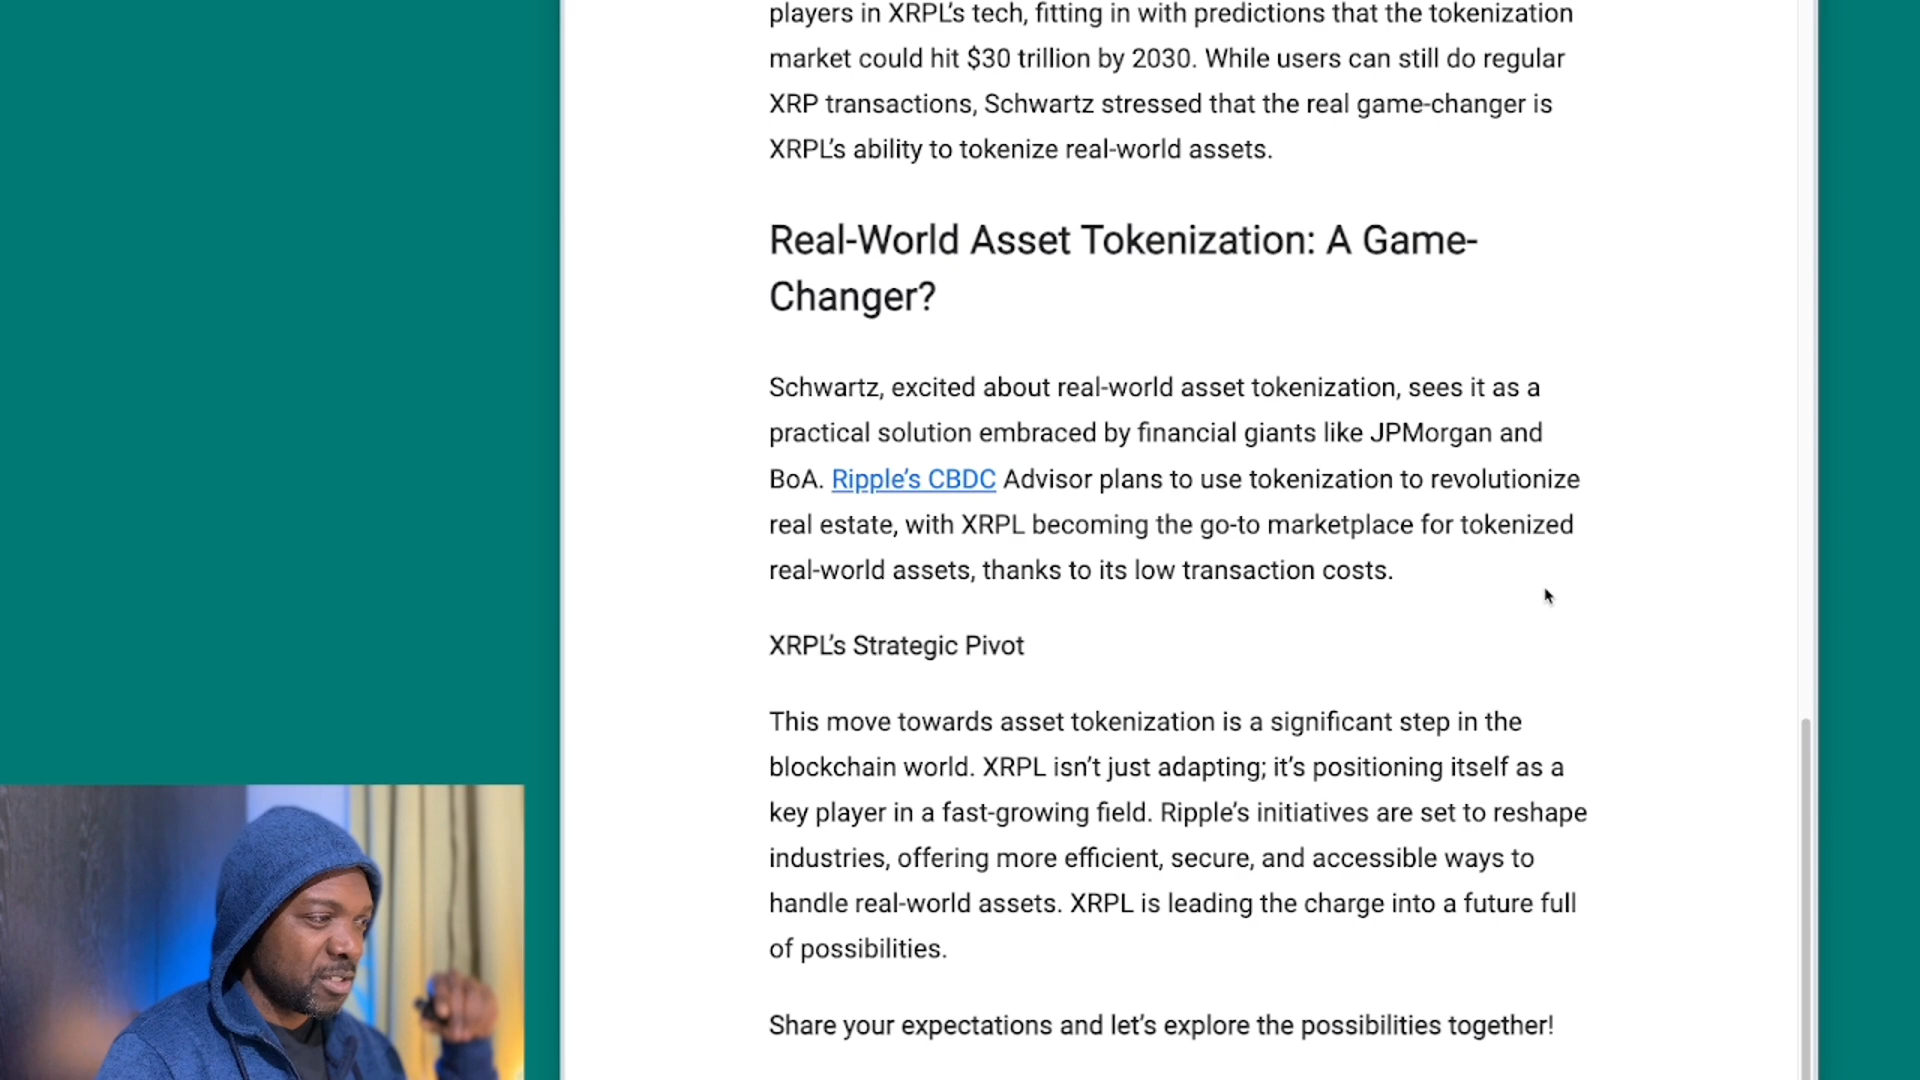 players in XRPL’s tech, fitting in with predictions that the tokenization
market could hit $30 trillion by 2030. While users can still do regular
XRP transactions, Schwartz stressed that the real game-changer is
XRPL’s ability to tokenize real-world assets.
Real-World Asset Tokenization: A Game-
Changer?
Schwartz, excited about real-world asset tokenization, sees it as a
practical solution embraced by financial giants like JPMorgan and
BoA. Ripple’s CBDC Advisor plans to use tokenization to revolutionize
real estate, with XRPL becoming the go-to marketplace for tokenized
real-world assets, thanks to its low transaction costs.
XRPL’s Strategic Pivot
This move towards asset tokenization is a significant step in the
blockchain world. XRPL isn’t just adapting; it’s positioning itself as a
key player in a fast-growing field. Ripple’s initiatives are set to reshape
industries, offering more efficient, secure, and accessible ways to
handle real-world assets. XRPL is leading the charge into a future full
of possibilities.
Share your expectations and let’s explore the possibilities together!